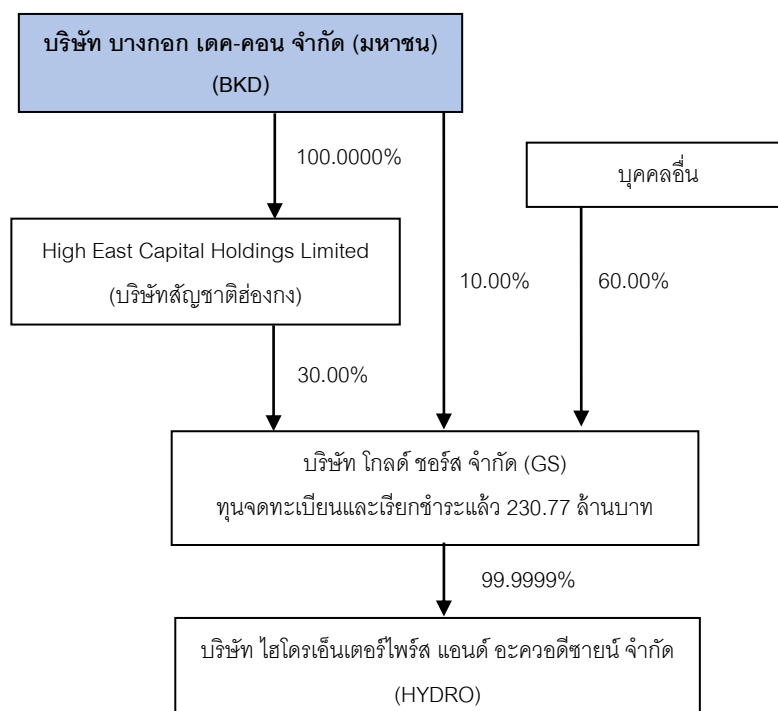 บริษัท บางกอก เดค-คอน จำกัด (มหาชน)
(BKD)
100.0000%
บุคคลอื่น
High East Capital Holdings Limited
(บริษัทสัญชาติฮ่องกง)
10.00%
60.00%
30.00%
บริษัท โกลด์ ชอร์ส จำกัด (GS)
ทุนจดทะเบียนและเรียกชำระแล้ว 230.77 ล้านบาท
99.9999%
บริษัท ไฮโดรเอ็นเตอร์ไพร์ส แอนด์ อะควอดีซายน์ จำกัด
(HYDRO)